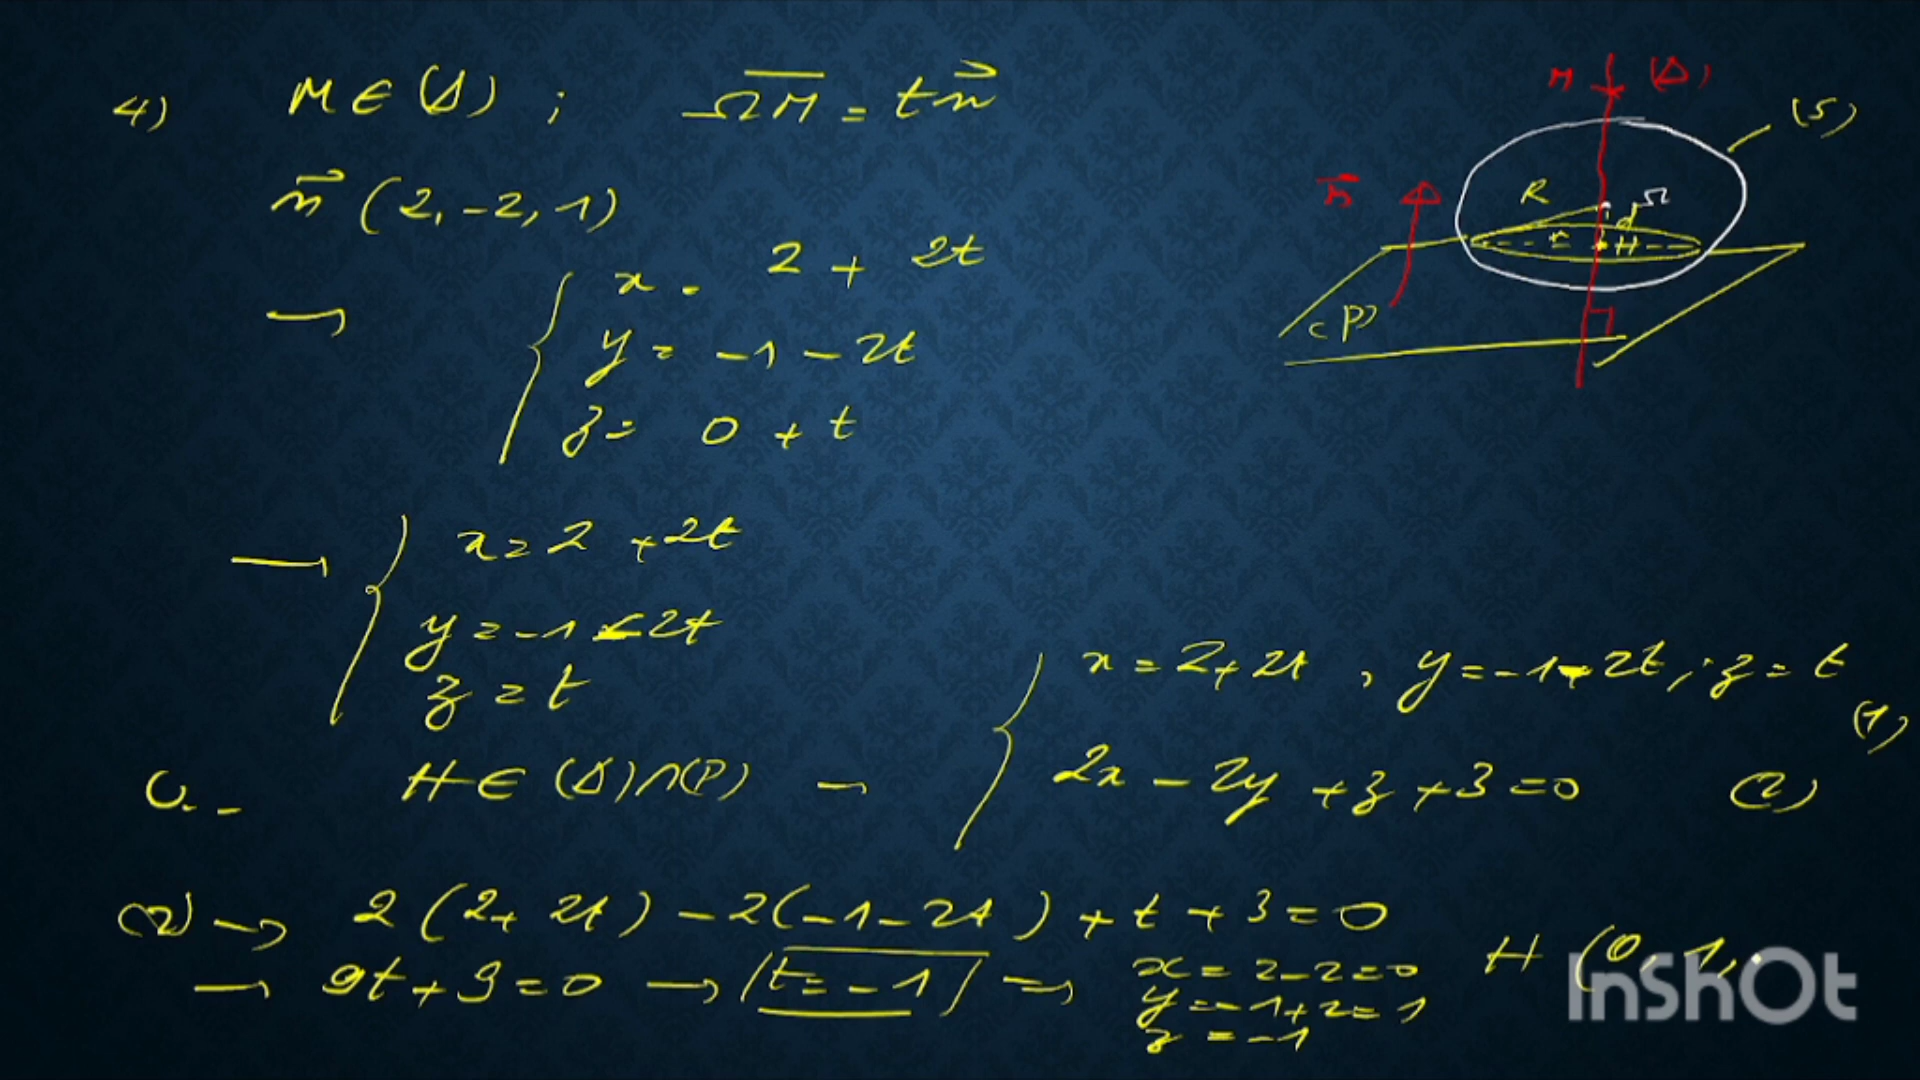 4) M ∈ (Δ) ; ΩM = t n⃗
n⃗ (2, -2, 1)
→ { x = 2 + 2t
y = -1 - 2t
z = 0 + t
→ { x = 2 + 2t
y = -1 - 2t
z = t
H ∈ (Δ) ∩ (P) → { x = 2 + 2t , y = -1 - 2t ; z = t (1)
2x - 2y + z + 3 = 0 (2)
(2) → 2 (2 + 2t) - 2(-1 - 2t) + t + 3 = 0
→ 9t + 9 = 0 → t = -1 → x = 2 - 2 = 0
y = -1 + 2 = 1
z = -1
H (0, 1,
M (Δ)
(S)
n⃗
R Ω
d
r H
(P)
InShOt